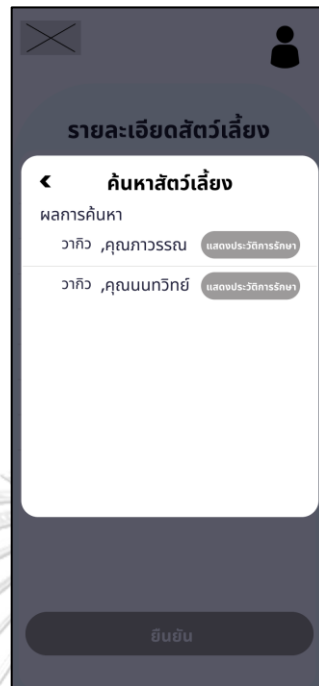 รายละเอียดสัตว์เลี้ยง
ค้นหาสัตว์เลี้ยง
ผลการค้นหา
วากิว ,คุณภาวรรณ แสดงประวัติการรักษา
วากิว ,คุณนนทวิทย์ แสดงประวัติการรักษา
ยืนยัน